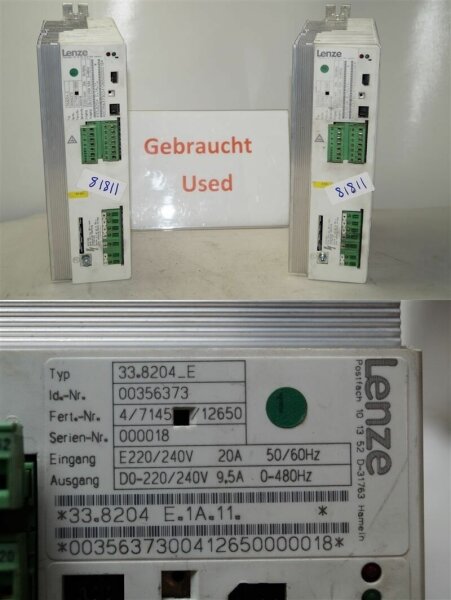 Lenze
Lenze
Gebraucht
Used
81811
81811
Typ 33.8204_E
Id.-Nr. 00356373
Fert.-Nr. 4/7145 /12650
Serien-Nr. 000018
Eingang E220/240V 20A 50/60Hz
Ausgang D0-220/240V 9,5A 0-480Hz
*33.8204 E.1A.11. *
*00356373004126500000018*
Lenze
Postfach 10 13 52 D-31763 Hameln
20